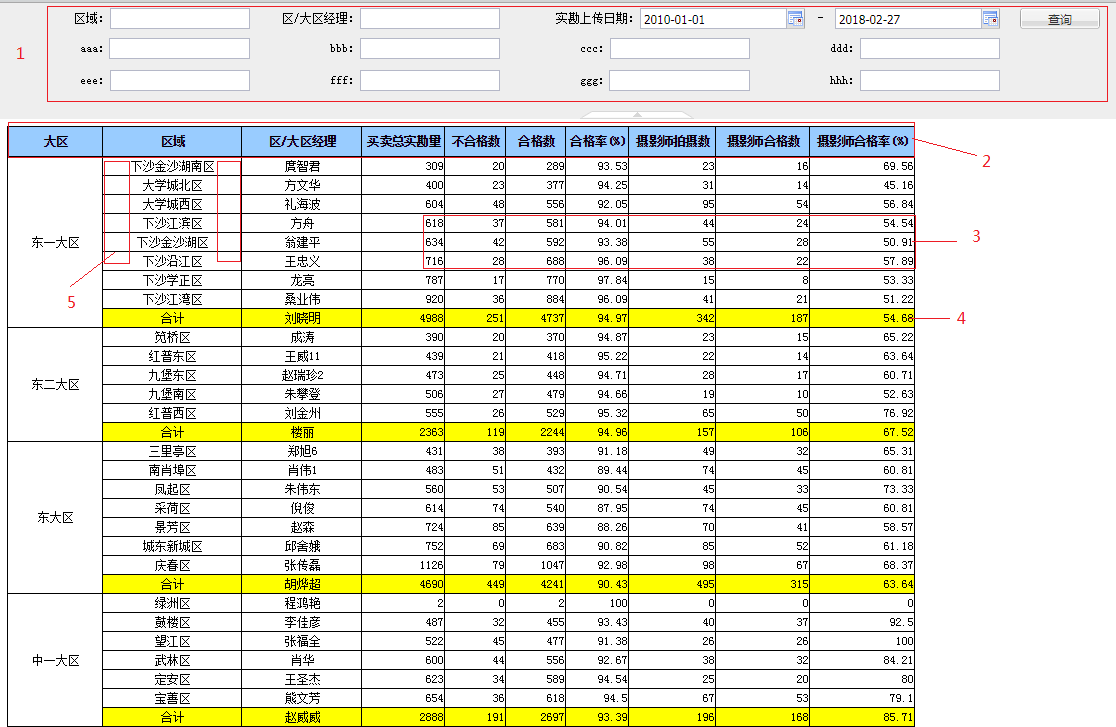 区域: 区/大区经理: 实勘上传日期: 2010-01-01 - 2018-02-27 查询
1 aaa: bbb: ccc: ddd:
eee: fff: ggg: hhh:
大区 区域 区/大区经理 买卖总实勘量 不合格数 合格数 合格率(%) 摄影师拍摄数 摄影师合格数 摄影师合格率(%) 2
下沙金沙湖南区 庹智君 309 20 289 93.53 23 16 69.56
大学城北区 方文华 400 23 377 94.25 31 14 45.16
大学城西区 礼海波 604 48 556 92.05 95 54 56.84
下沙江滨区 方舟 618 37 581 94.01 44 24 54.54
东一大区 下沙金沙湖区 翁建平 634 42 592 93.38 55 28 50.91 3
下沙沿江区 王忠义 716 28 688 96.09 38 22 57.89
5 下沙学正区 龙亮 787 17 770 97.84 15 8 53.33
下沙江湾区 桑业伟 920 36 884 96.09 41 21 51.22
合计 刘晓明 4988 251 4737 94.97 342 187 54.68 4
笕桥区 成涛 390 20 370 94.87 23 15 65.22
红普东区 王威11 439 21 418 95.22 22 14 63.64
东二大区 九堡东区 赵瑞珍2 473 25 448 94.71 28 17 60.71
九堡南区 朱攀登 506 27 479 94.66 19 10 52.63
红普西区 刘金州 555 26 529 95.32 65 50 76.92
合计 楼丽 2363 119 2244 94.96 157 106 67.52
三里亭区 郑旭6 431 38 393 91.18 49 32 65.31
南肖埠区 肖伟1 483 51 432 89.44 74 45 60.81
凤起区 朱伟东 560 53 507 90.54 45 33 73.33
东大区 采荷区 倪俊 614 74 540 87.95 74 45 60.81
景芳区 赵森 724 85 639 88.26 70 41 58.57
城东新城区 邱舍娥 752 69 683 90.82 85 52 61.18
庆春区 张传磊 1126 79 1047 92.98 98 67 68.37
合计 胡烨超 4690 449 4241 90.43 495 315 63.64
绿洲区 程鸿艳 2 0 2 100 0 0 0
鼓楼区 李佳彦 487 32 455 93.43 40 37 92.5
望江区 张福全 522 45 477 91.38 26 26 100
中一大区 武林区 肖华 600 44 556 92.67 38 32 84.21
定安区 王圣杰 623 34 589 94.54 25 20 80
宝善区 熊文芳 654 36 618 94.5 67 53 79.1
合计 赵威威 2888 191 2697 93.39 196 168 85.71